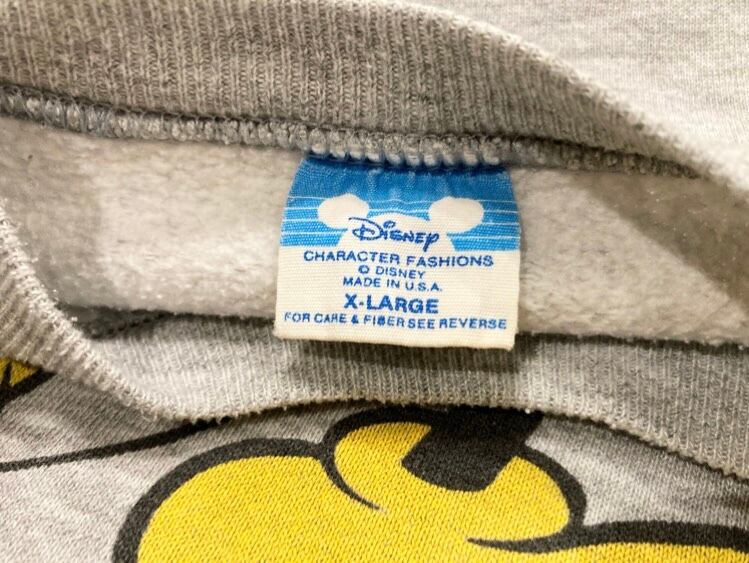 Disney
CHARACTER FASHIONS
© DISNEY
MADE IN U.S.A.
X-LARGE
FOR CARE & FIBER SEE REVERSE